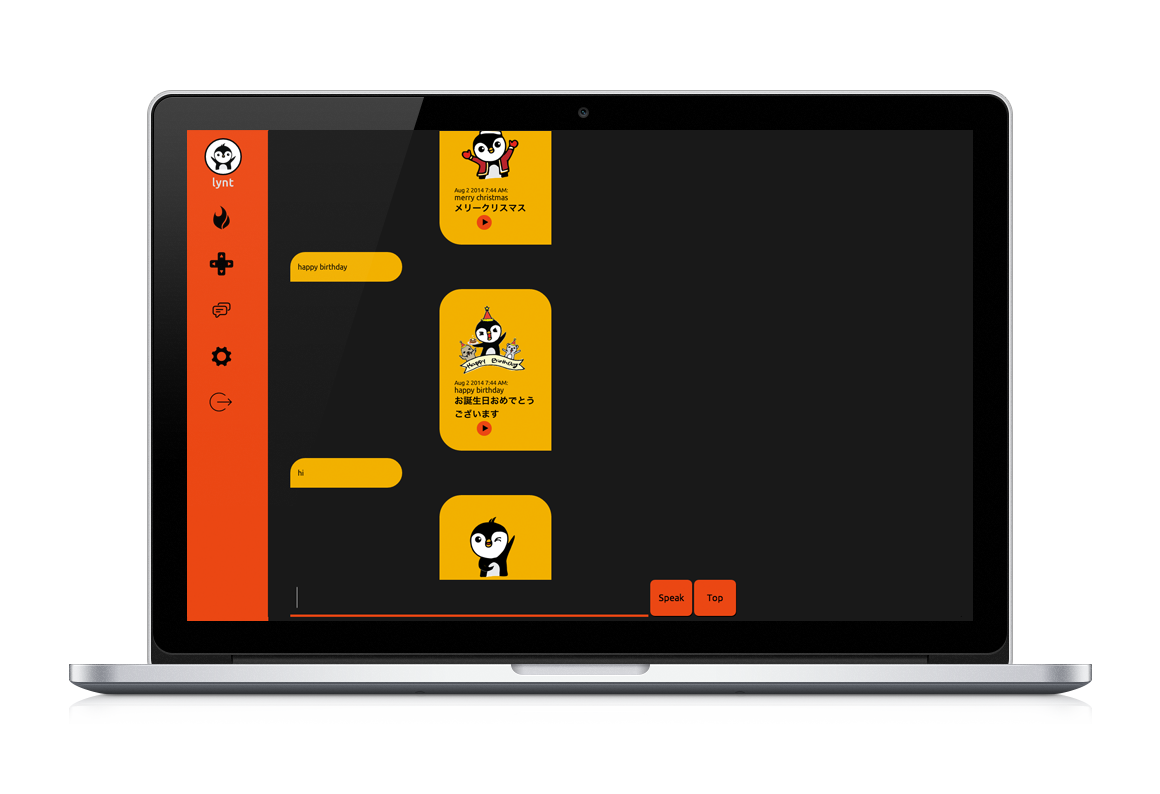 lynt
Aug 2 2014 7:44 AM:
merry christmas
メリークリスマス
happy birthday
Happy Birthday
Aug 2 2014 7:44 AM:
happy birthday
お誕生日おめでとう
ございます
hi
Speak
Top